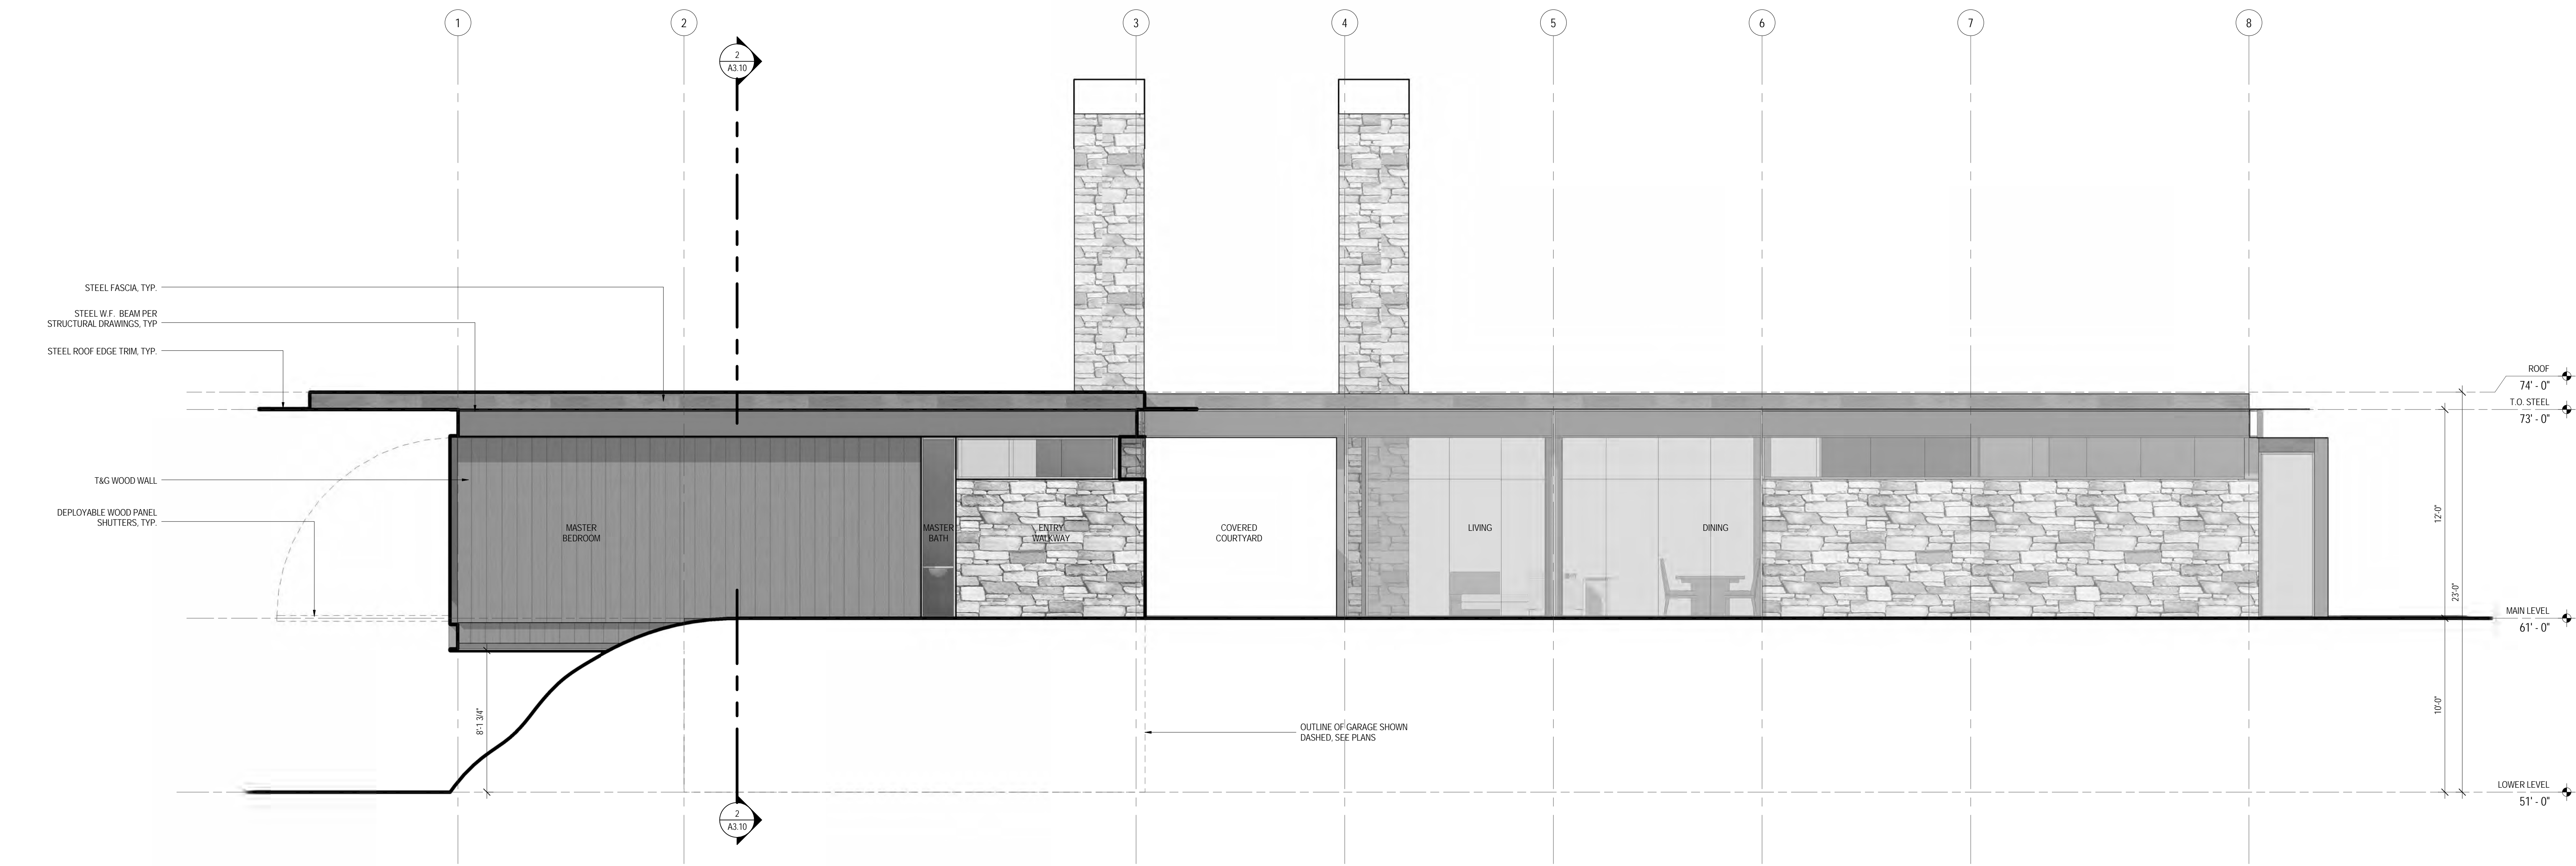 1
2
3
4
5
6
7
8
2
A3.10
STEEL FASCIA, TYP.
STEEL W.F. BEAM PER
STRUCTURAL DRAWINGS, TYP
STEEL ROOF EDGE TRIM, TYP.
ROOF
74' - 0"
T.O. STEEL
73' - 0"
T&G WOOD WALL
DEPLOYABLE WOOD PANEL
SHUTTERS, TYP.
MASTER
BEDROOM
MASTER
BATH
ENTRY
WALKWAY
COVERED
COURTYARD
LIVING
DINING
12'-0"
23'-0"
MAIN LEVEL
61' - 0"
8'-1 3/4"
OUTLINE OF GARAGE SHOWN
DASHED, SEE PLANS
10'-0"
LOWER LEVEL
51' - 0"
2
A3.10